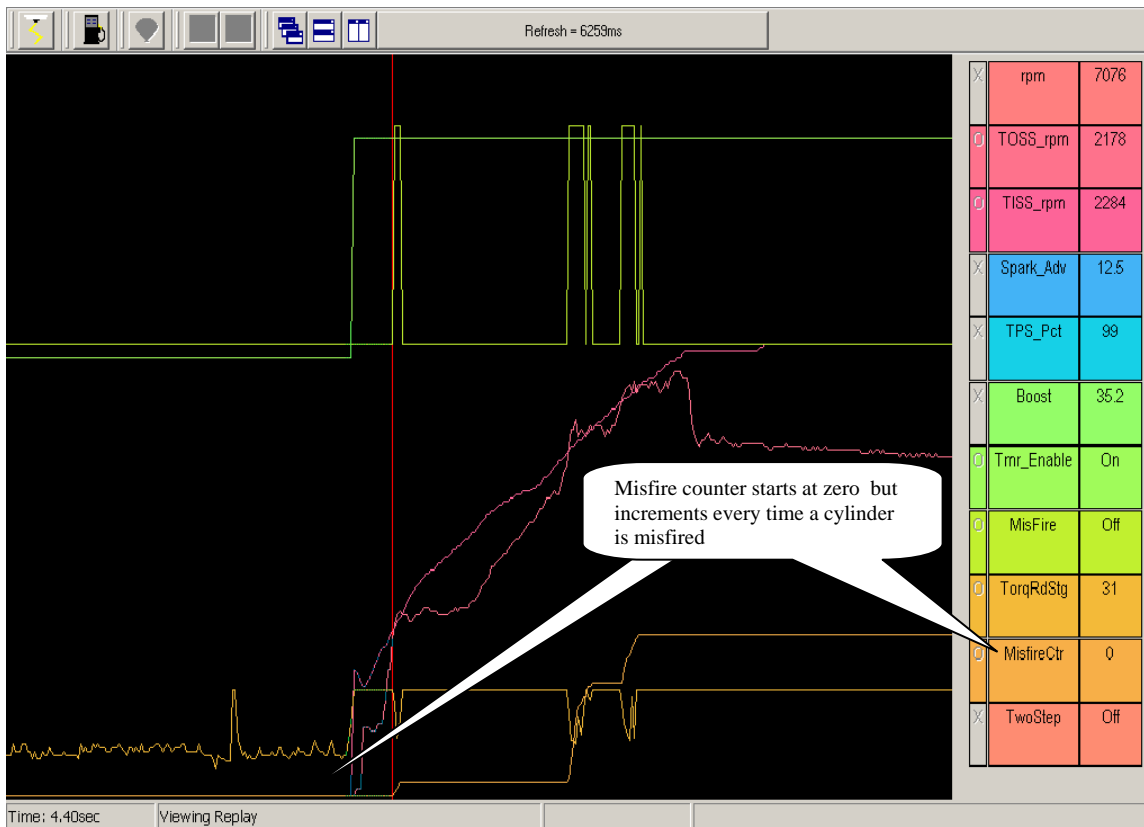 Refresh = 6259ms
X rpm 7076
O TOSS_rpm 2178
O TISS_rpm 2284
X Spark_Adv 12.5
X TPS_Pct 99
X Boost 35.2
O Trnr_Enable On
O MisFire Off
O TorqRdStg 31
O MisfireCtr 0
X TwoStep Off
Misfire counter starts at zero but
increments every time a cylinder
is misfired
Time: 4.40sec Viewing Replay